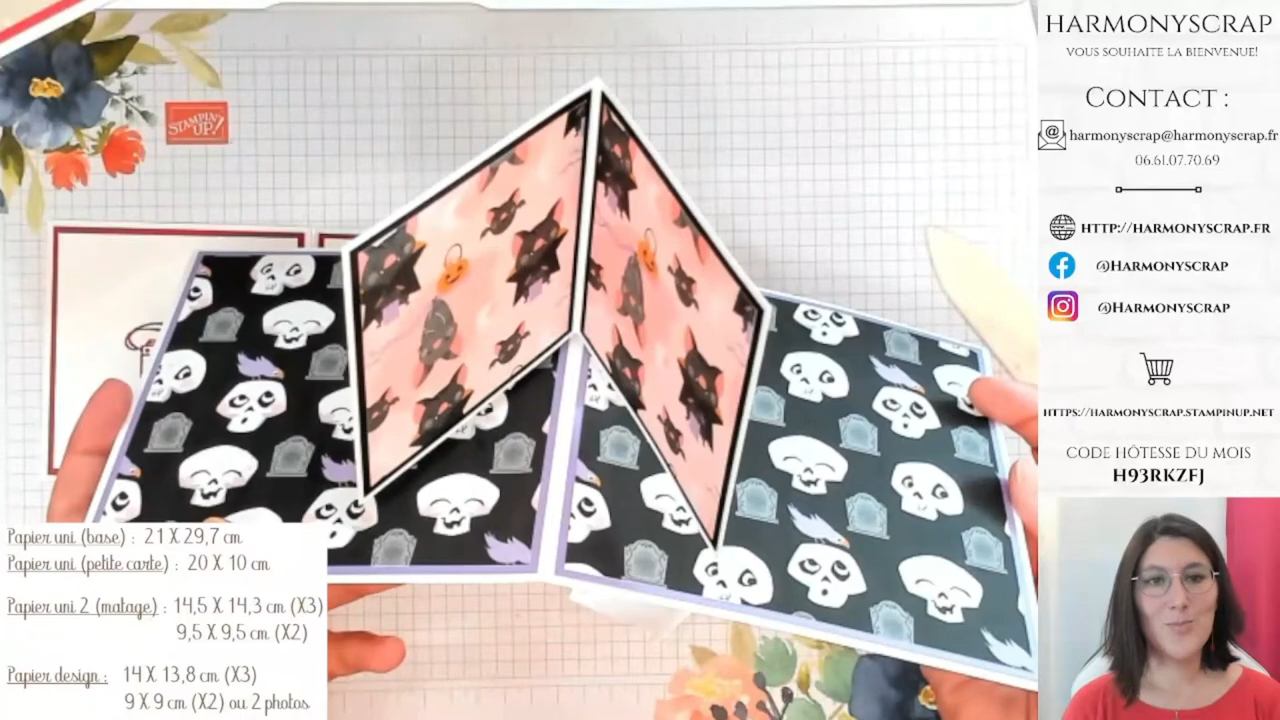 STAMPIN' UP!
Papier uni (base) : 21 X 29,7 cm
Papier uni (petite carte) : 20 X 10 cm
Papier uni 2 (matage) : 14,5 X 14,3 cm (X3)
9,5 X 9,5 cm (X2)
Papier design : 14 X 13,8 cm (X3)
9 X 9 cm (X2) ou 2 photos
HARMONYSCRAP
VOUS SOUHAITE LA BIENVENUE!
CONTACT :
@
harmonyscrap@harmonyscrap.fr
06.61.07.70.69
HTTP://HARMONYSCRAP.FR
@HARMONYSCRAP
@HARMONYSCRAP
HTTPS://HARMONYSCRAP.STAMPINUP.NET
CODE HÔTESSE DU MOIS
H93RKZFJ